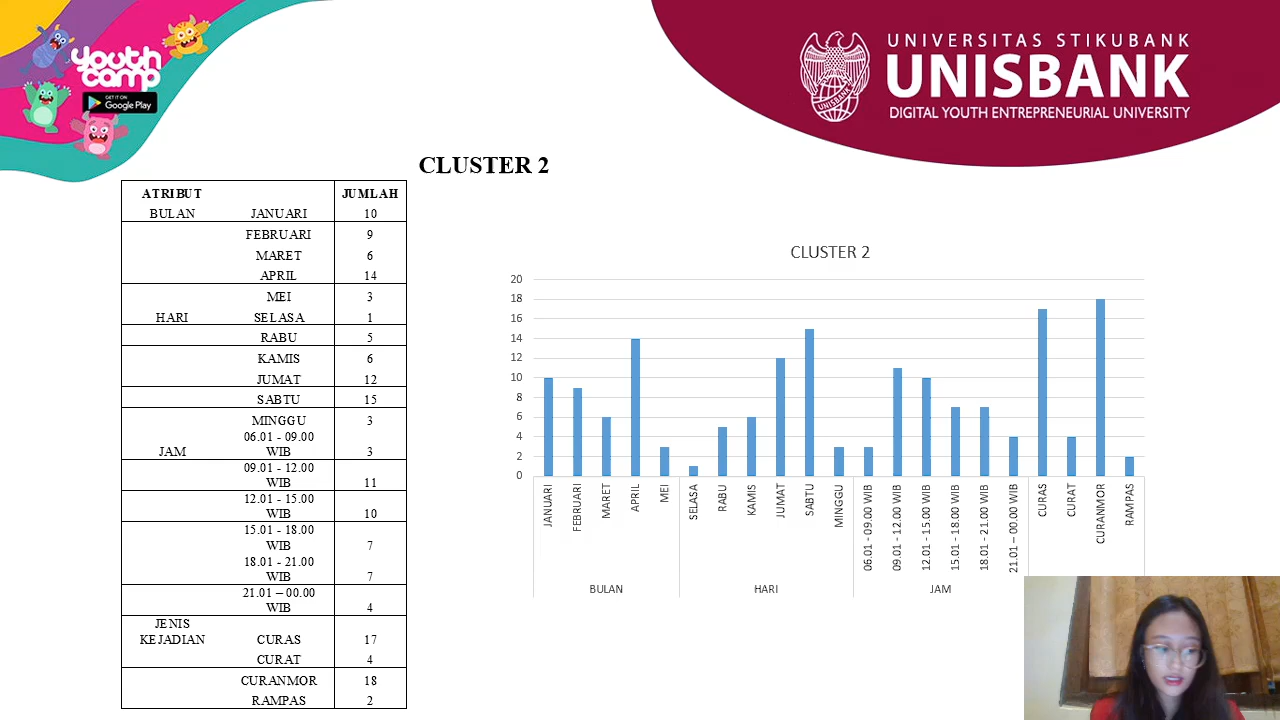 youth
camp
GET IT ON
Google Play
UNIVERSITAS STIKUBANK
UNISBANK
DIGITAL YOUTH ENTREPRENEURIAL UNIVERSITY
UNISBANK
CLUSTER 2
ATRIBUT JUMLAH
BULAN JANUARI 10
FEBRUARI 9
MARET 6
APRIL 14
MEI 3
HARI SELASA 1
RABU 5
KAMIS 6
JUMAT 12
SABTU 15
MINGGU 3
06.01 - 09.00
JAM WIB 3
09.01 - 12.00
WIB 11
12.01 - 15.00
WIB 10
15.01 - 18.00
WIB 7
18.01 - 21.00
WIB 7
21.01 – 00.00
WIB 4
JENIS
KEJADIAN CURAS 17
CURAT 4
CURANMOR 18
RAMPAS 2
CLUSTER 2
20
18
16
14
12
10
8
6
4
2
0
JANUARI
FEBRUARI
MARET
APRIL
MEI
SELASA
RABU
KAMIS
JUMAT
SABTU
MINGGU
06.01 - 09.00 WIB
09.01 - 12.00 WIB
12.01 - 15.00 WIB
15.01 - 18.00 WIB
18.01 - 21.00 WIB
21.01 – 00.00 WIB
CURAS
CURAT
CURANMOR
RAMPAS
BULAN HARI JAM